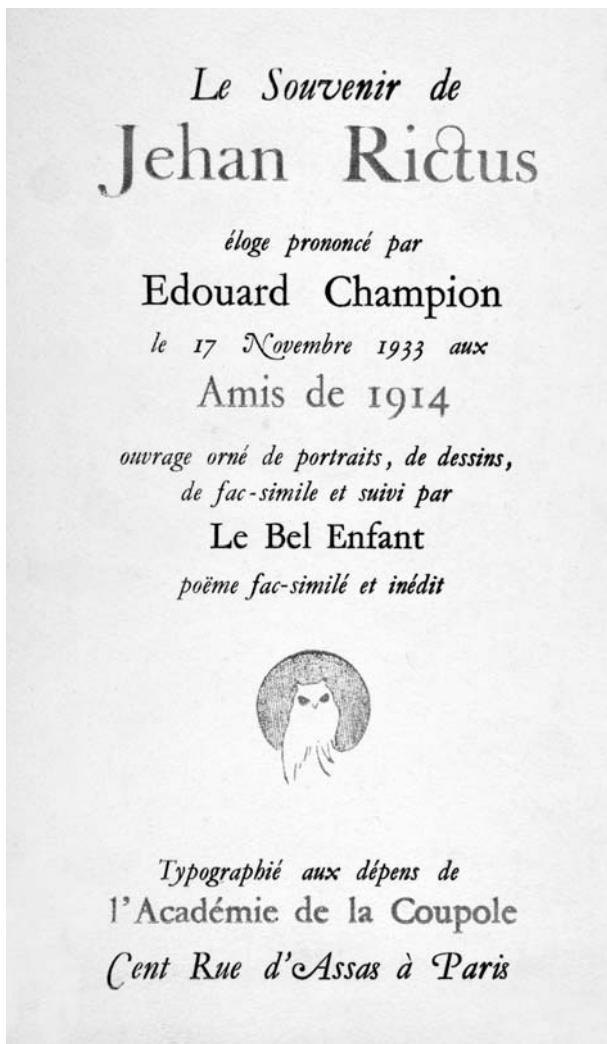 Le Souvenir de
Jehan Rictus
éloge prononcé par
Edouard Champion
le 17 Novembre 1933 aux
Amis de 1914
ouvrage orné de portraits, de dessins,
de fac-simile et suivi par
Le Bel Enfant
poëme fac-similé et inédit
Typographié aux dépens de
l'Académie de la Coupole
Cent Rue d'Assas à Paris